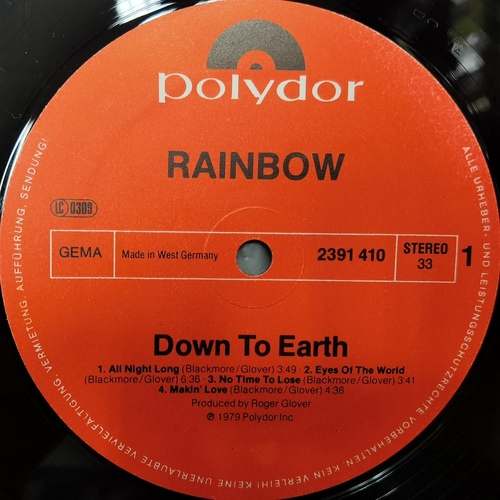 polydor
RAINBOW
LC 0309
GEMA
Made in West Germany
2391 410
STEREO
33
1
Down To Earth
1. All Night Long (Blackmore/Glover) 3:49 · 2. Eyes Of The World
(Blackmore/Glover) 6:36 · 3. No Time To Lose (Blackmore/Glover) 3:41
4. Makin' Love (Blackmore/Glover) 4:36
Produced by Roger Glover
℗ 1979 Polydor Inc
ALLE URHEBER- UND LEISTUNGSSCHUTZRECHTE VORBEHALTEN. KEIN VERLEIH! KEINE UNERLAUBTE VERVIELFÄLTIGUNG, VERMIETUNG, AUFFÜHRUNG, SENDUNG!